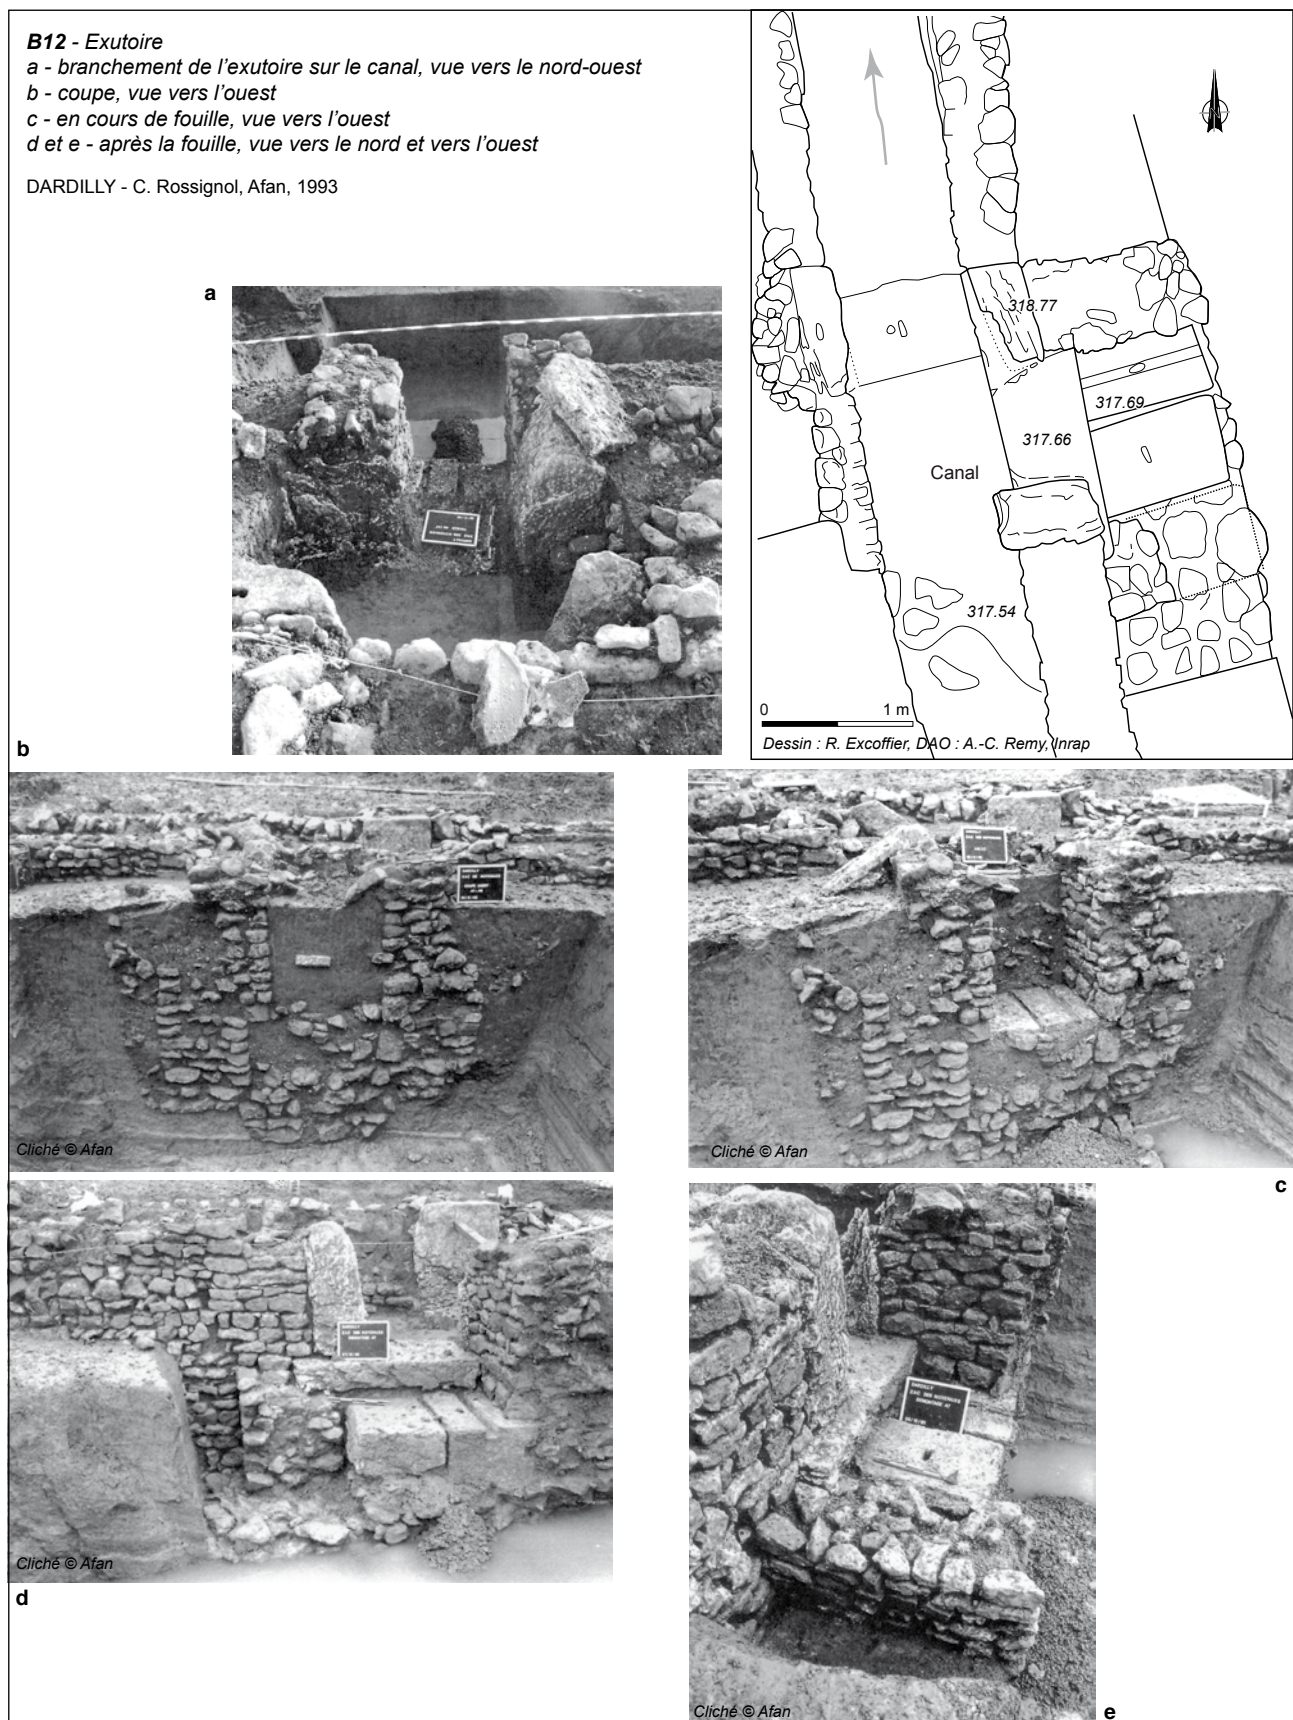 B12 - Exutoire
a - branchement de l'exutoire sur le canal, vue vers le nord-ouest
b - coupe, vue vers l'ouest
c - en cours de fouille, vue vers l'ouest
d et e - après la fouille, vue vers le nord et vers l'ouest
DARDILLY - C. Rossignol, Afan, 1993
318.77
317.69
317.66
Canal
317.54
0 1 m
Dessin : R. Excoffier, DAO : A.-C. Remy, Inrap
a
b
Cliché © Afan
Cliché © Afan
c
DARDILLY
Cliché © Afan
d
DARDILLY
Cliché © Afan
e